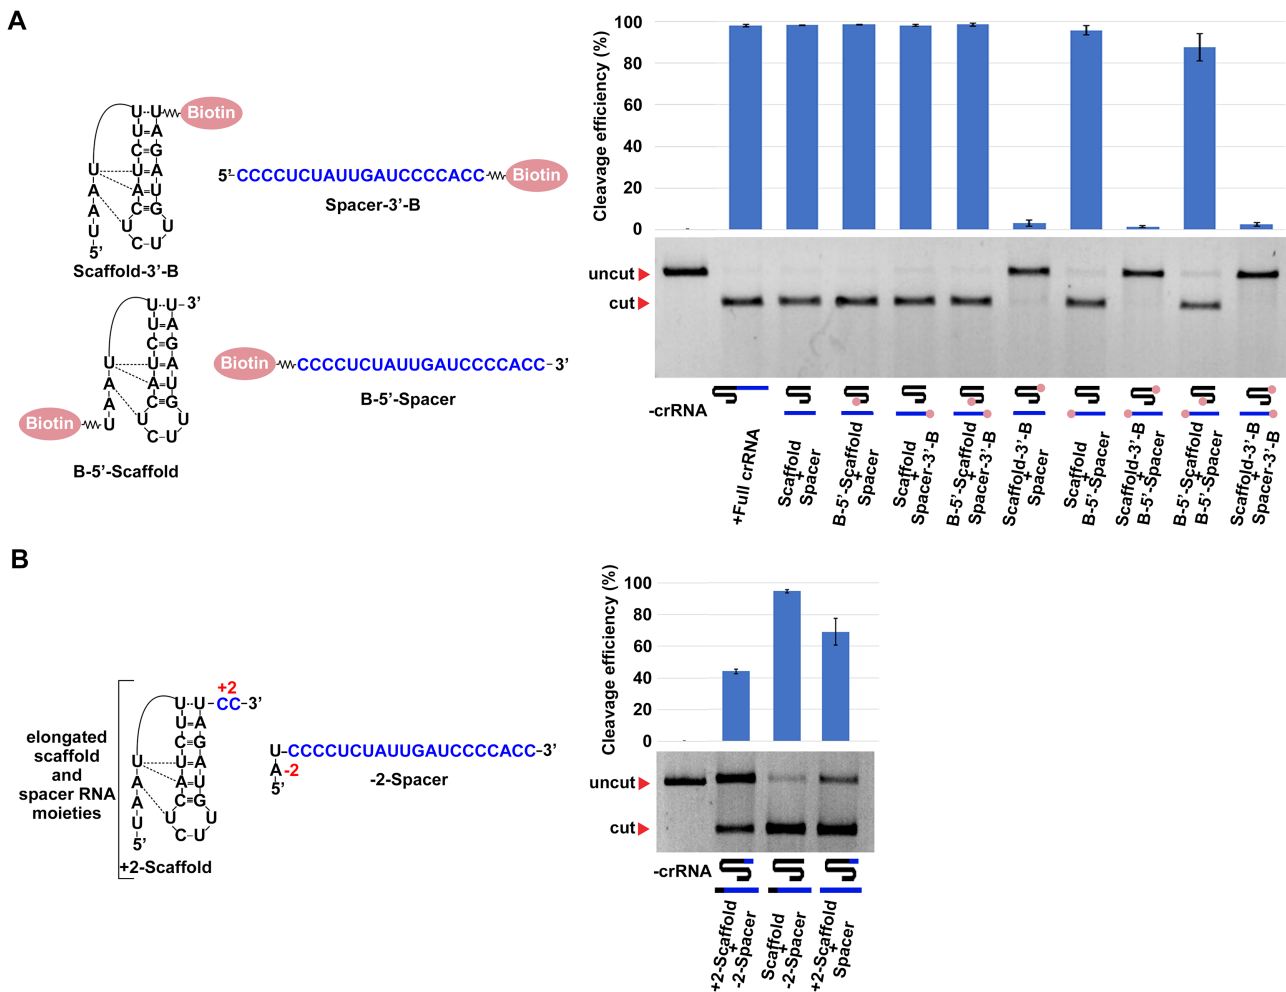 A
Biotin
U U
U A
C G
U A
U A U
A C G
A U U
U C U
5'
Scaffold-3'-B
5'-CCCCUCUAUUGAUCCCCACC
Biotin
Spacer-3'-B
U U -3'
U A
C G
U U A
A A U
A C G
U U U
C U
Biotin
B-5'-Scaffold
Biotin
CCCCUCUAUUGAUCCCCACC-3'
B-5'-Spacer
Cleavage efficiency (%)
100
80
60
40
20
0
uncut
cut
-crRNA
+Full crRNA
Scaffold
+
Spacer
B-5'-Scaffold
+
Spacer
Scaffold
+
Spacer-3'-B
B-5'-Scaffold
+
Spacer-3'-B
Scaffold-3'-B
+
Spacer
Scaffold
+
B-5'-Spacer
Scaffold-3'-B
+
B-5'-Spacer
B-5'-Scaffold
+
B-5'-Spacer
Scaffold-3'-B
+
Spacer-3'-B
B
elongated
scaffold
and
spacer RNA
moieties
+2
U U -CC-3'
U A
C G
U U A
A A U
A C G
U U U
C U
5'
+2-Scaffold
U-CCCCUCUAUUGAUCCCCACC-3'
A -2
5'
-2-Spacer
Cleavage efficiency (%)
100
80
60
40
20
0
uncut
cut
-crRNA
+2-Scaffold
+
-2-Spacer
Scaffold
+
-2-Spacer
+2-Scaffold
+
Spacer